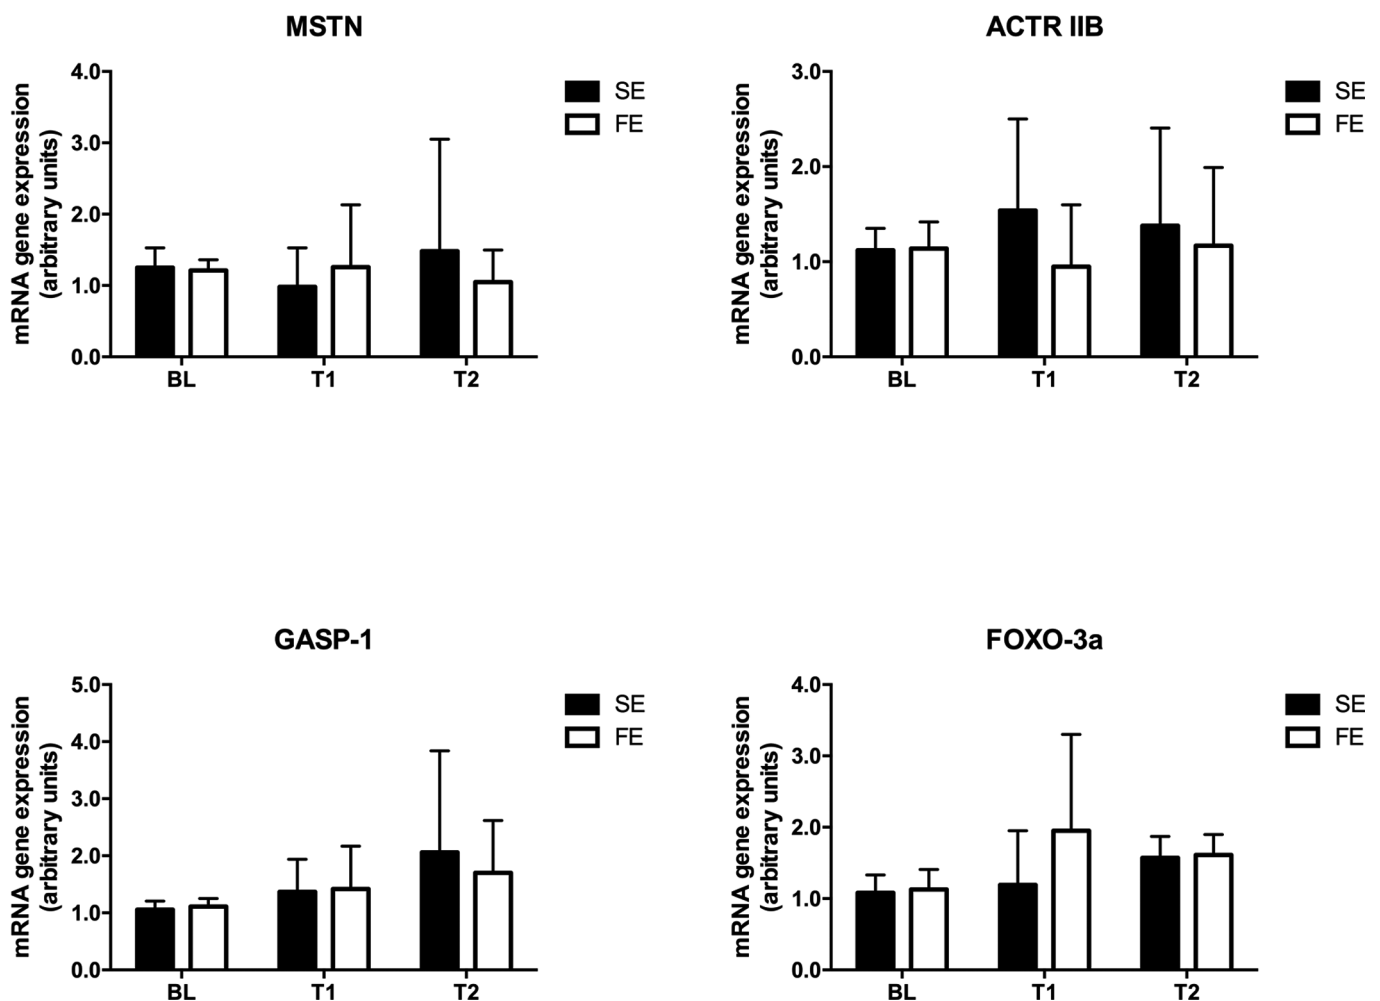 MSTN
mRNA gene expression
(arbitrary units)
4.0
3.0
2.0
1.0
0.0
BL
T1
T2
SE
FE
ACTR IIB
mRNA gene expression
(arbitrary units)
3.0
2.0
1.0
0.0
BL
T1
T2
SE
FE
GASP-1
mRNA gene expression
(arbitrary units)
5.0
4.0
3.0
2.0
1.0
0.0
BL
T1
T2
SE
FE
FOXO-3a
mRNA gene expression
(arbitrary units)
4.0
3.0
2.0
1.0
0.0
BL
T1
T2
SE
FE